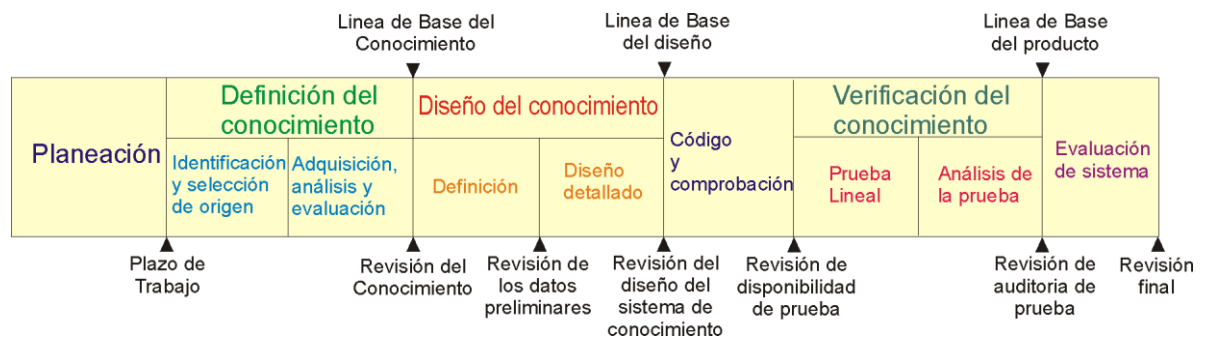 Linea de Base del
Conocimiento
Linea de Base
del diseño
Linea de Base
del producto
Planeación
Definición del
conocimiento
Identificación
y selección
de origen
Adquisición,
análisis y
evaluación
Diseño del conocimiento
Definición
Diseño
detallado
Código
y
comprobación
Verificación del
conocimiento
Prueba
Lineal
Análisis de
la prueba
Evaluación
de sistema
Plazo de
Trabajo
Revisión del
Conocimiento
Revisión de
los datos
preliminares
Revisión del
diseño del
sistema de
conocimiento
Revisión de
disponibilidad
de prueba
Revisión de
auditoria de
prueba
Revisión
final